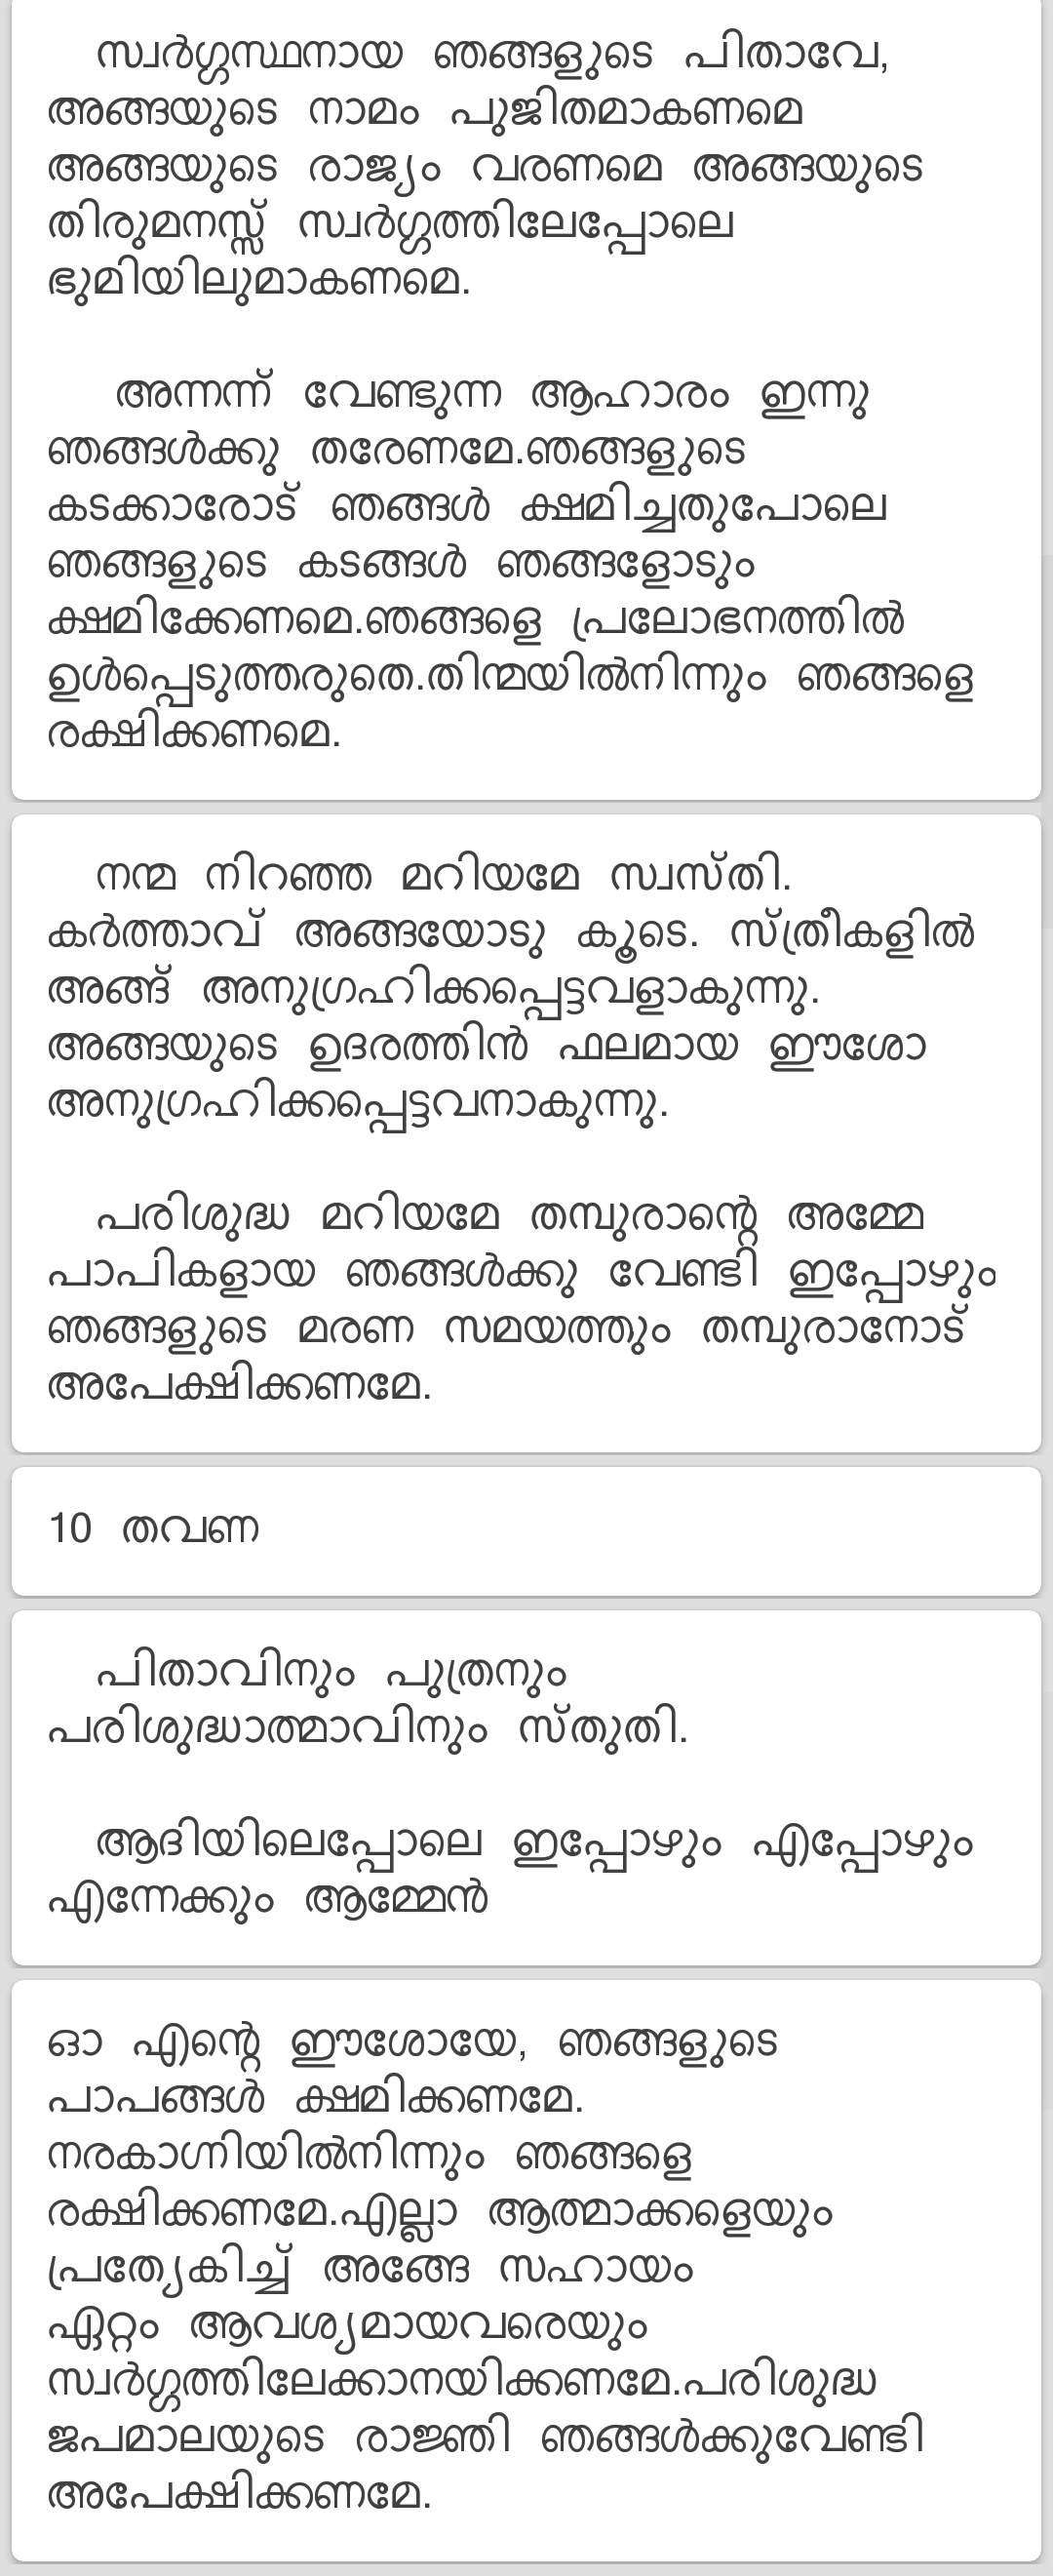 സ്വർഗ്ഗസ്ഥനായ ഞങ്ങളുടെ പിതാവേ,
അങ്ങയുടെ നാമം പുജിതമാകണമെ
അങ്ങയുടെ രാജ്യം വരണമെ അങ്ങയുടെ
തിരുമനസ്സ് സ്വർഗ്ഗത്തിലേപ്പോലെ
ഭുമിയിലുമാകണമെ.
അന്നന്ന് വേണ്ടുന്ന ആഹാരം ഇന്നു
ഞങ്ങൾക്കു തരേണമേ.ഞങ്ങളുടെ
കടക്കാരോട് ഞങ്ങൾ ക്ഷമിച്ചതുപോലെ
ഞങ്ങളുടെ കടങ്ങൾ ഞങ്ങളോടും
ക്ഷമിക്കേണമെ.ഞങ്ങളെ പ്രലോഭനത്തിൽ
ഉൾപ്പെടുത്തരുതെ.തിന്മയിൽനിന്നും ഞങ്ങളെ
രക്ഷിക്കണമെ.
നന്മ നിറഞ്ഞ മറിയമേ സ്വസ്തി.
കർത്താവ് അങ്ങയോടു കൂടെ. സ്ത്രീകളിൽ
അങ്ങ് അനുഗ്രഹിക്കപ്പെട്ടവളാകുന്നു.
അങ്ങയുടെ ഉദരത്തിൻ ഫലമായ ഈശോ
അനുഗ്രഹിക്കപ്പെട്ടവനാകുന്നു.
പരിശുദ്ധ മറിയമേ തമ്പുരാന്റെ അമ്മേ
പാപികളായ ഞങ്ങൾക്കു വേണ്ടി ഇപ്പോഴും
ഞങ്ങളുടെ മരണ സമയത്തും തമ്പുരാനോട്
അപേക്ഷിക്കണമേ.
10 തവണ
പിതാവിനും പുത്രനും
പരിശുദ്ധാത്മാവിനും സ്തുതി.
ആദിയിലെപ്പോലെ ഇപ്പോഴും എപ്പോഴും
എന്നേക്കും ആമ്മേൻ
ഓ എന്റെ ഈശോയേ, ഞങ്ങളുടെ
പാപങ്ങൾ ക്ഷമിക്കണമേ.
നരകാഗ്നിയിൽനിന്നും ഞങ്ങളെ
രക്ഷിക്കണമേ.എല്ലാ ആത്മാക്കളെയും
പ്രത്യേകിച്ച് അങ്ങേ സഹായം
ഏറ്റം ആവശ്യമായവരെയും
സ്വർഗ്ഗത്തിലേക്കാനയിക്കണമേ.പരിശുദ്ധ
ജപമാലയുടെ രാജ്ഞി ഞങ്ങൾക്കുവേണ്ടി
അപേക്ഷിക്കണമേ.